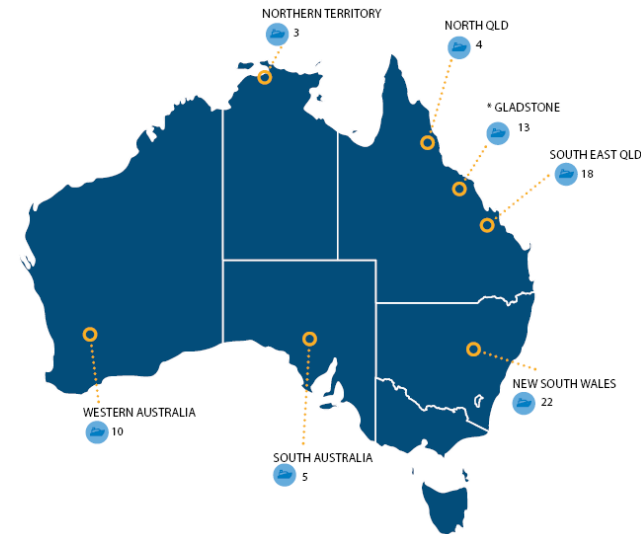 NORTHERN TERRITORY
3
NORTH QLD
4
* GLADSTONE
13
SOUTH EAST QLD
18
NEW SOUTH WALES
22
WESTERN AUSTRALIA
10
SOUTH AUSTRALIA
5